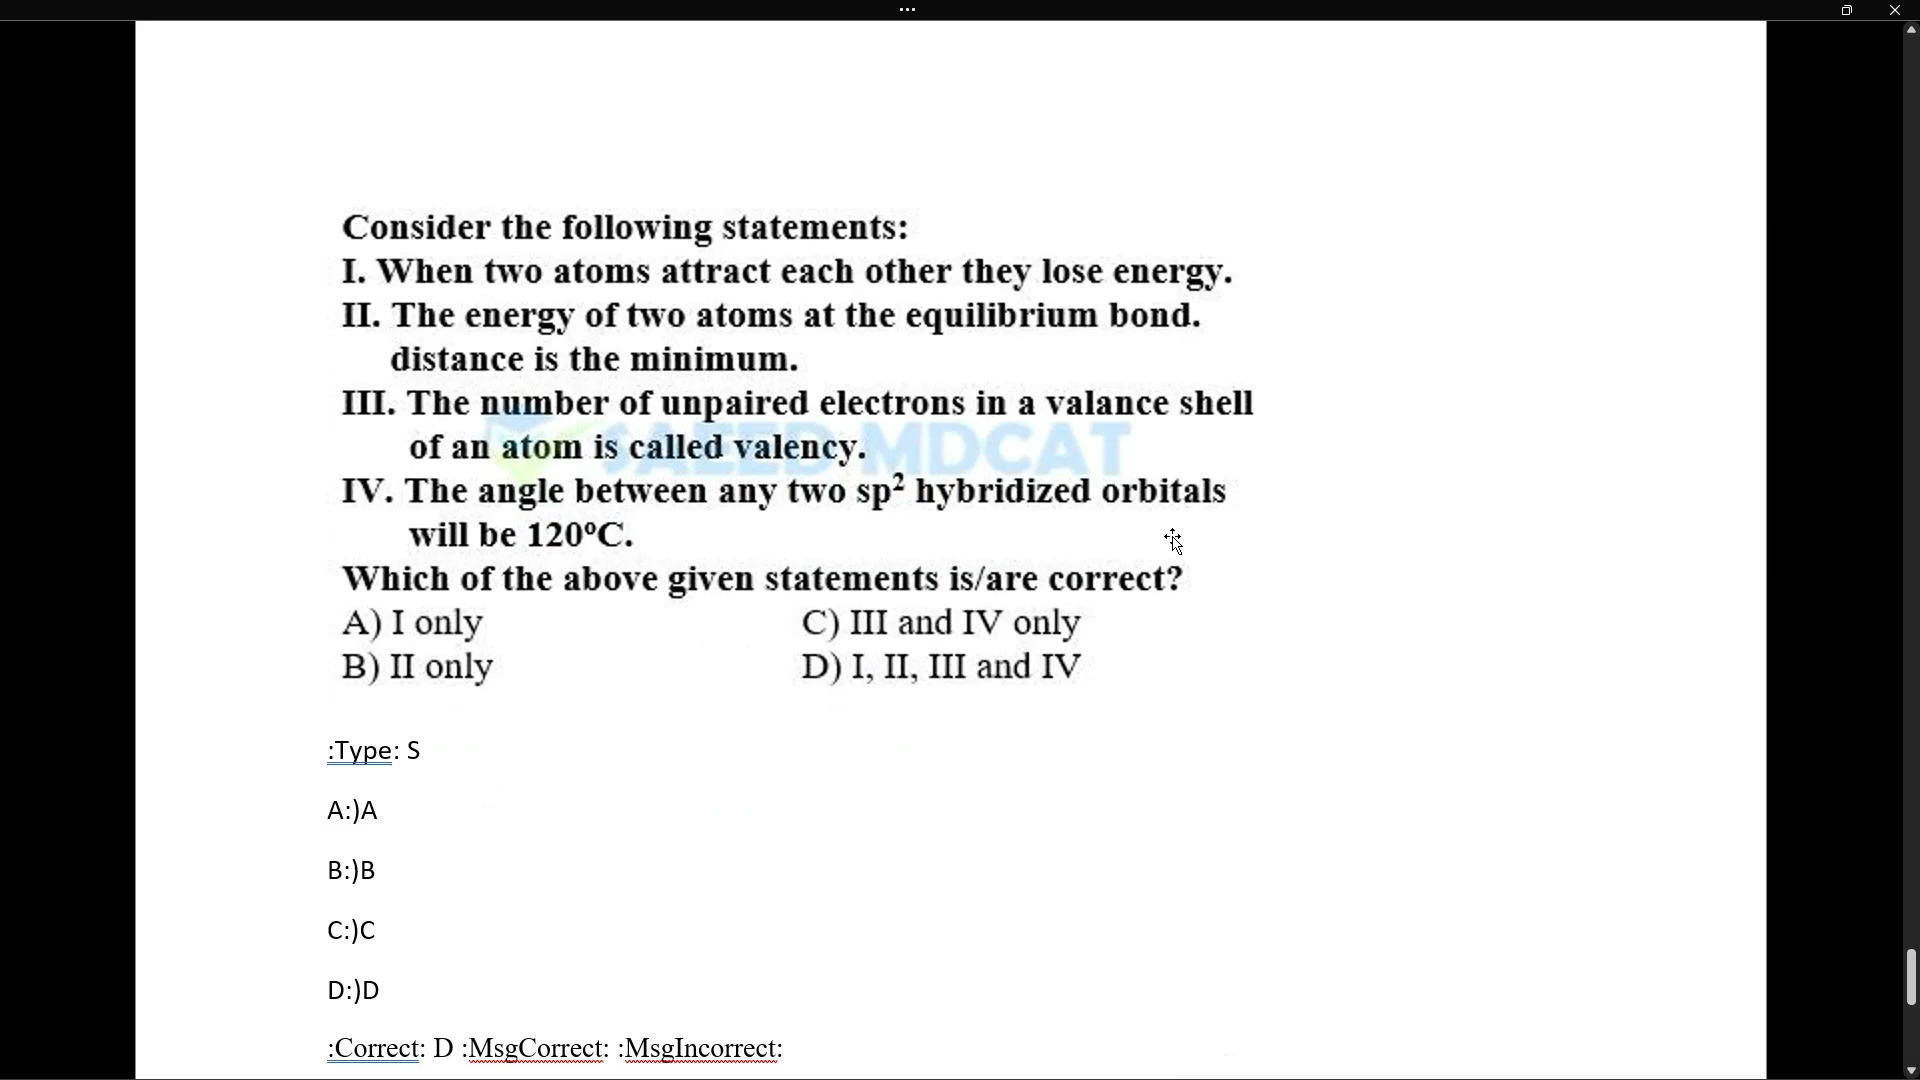 Consider the following statements:
I. When two atoms attract each other they lose energy.
II. The energy of two atoms at the equilibrium bond.
distance is the minimum.
III. The number of unpaired electrons in a valance shell
of an atom is called valency.
SAEED MDCAT
IV. The angle between any two sp² hybridized orbitals
will be 120ºC.
Which of the above given statements is/are correct?
A) I only C) III and IV only
B) II only D) I, II, III and IV
:Type: S
A:)A
B:)B
C:)C
D:)D
:Correct: D :MsgCorrect: :MsgIncorrect: